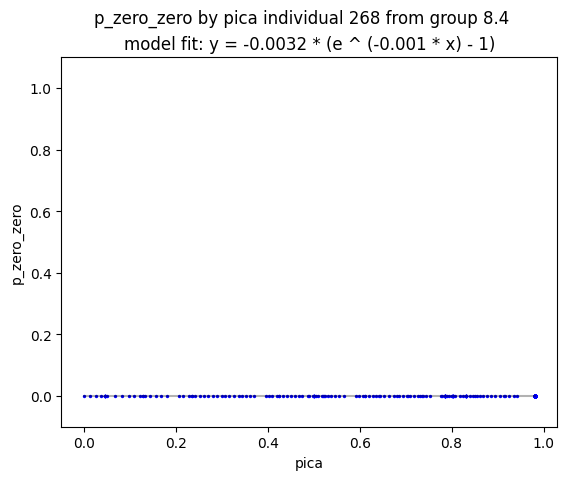 p_zero_zero by pica individual 268 from group 8.4
model fit: y = -0.0032 * (e ^ (-0.001 * x) - 1)
1.0
0.8
0.6
0.4
0.2
0.0
p_zero_zero
0.0 0.2 0.4 0.6 0.8 1.0
pica